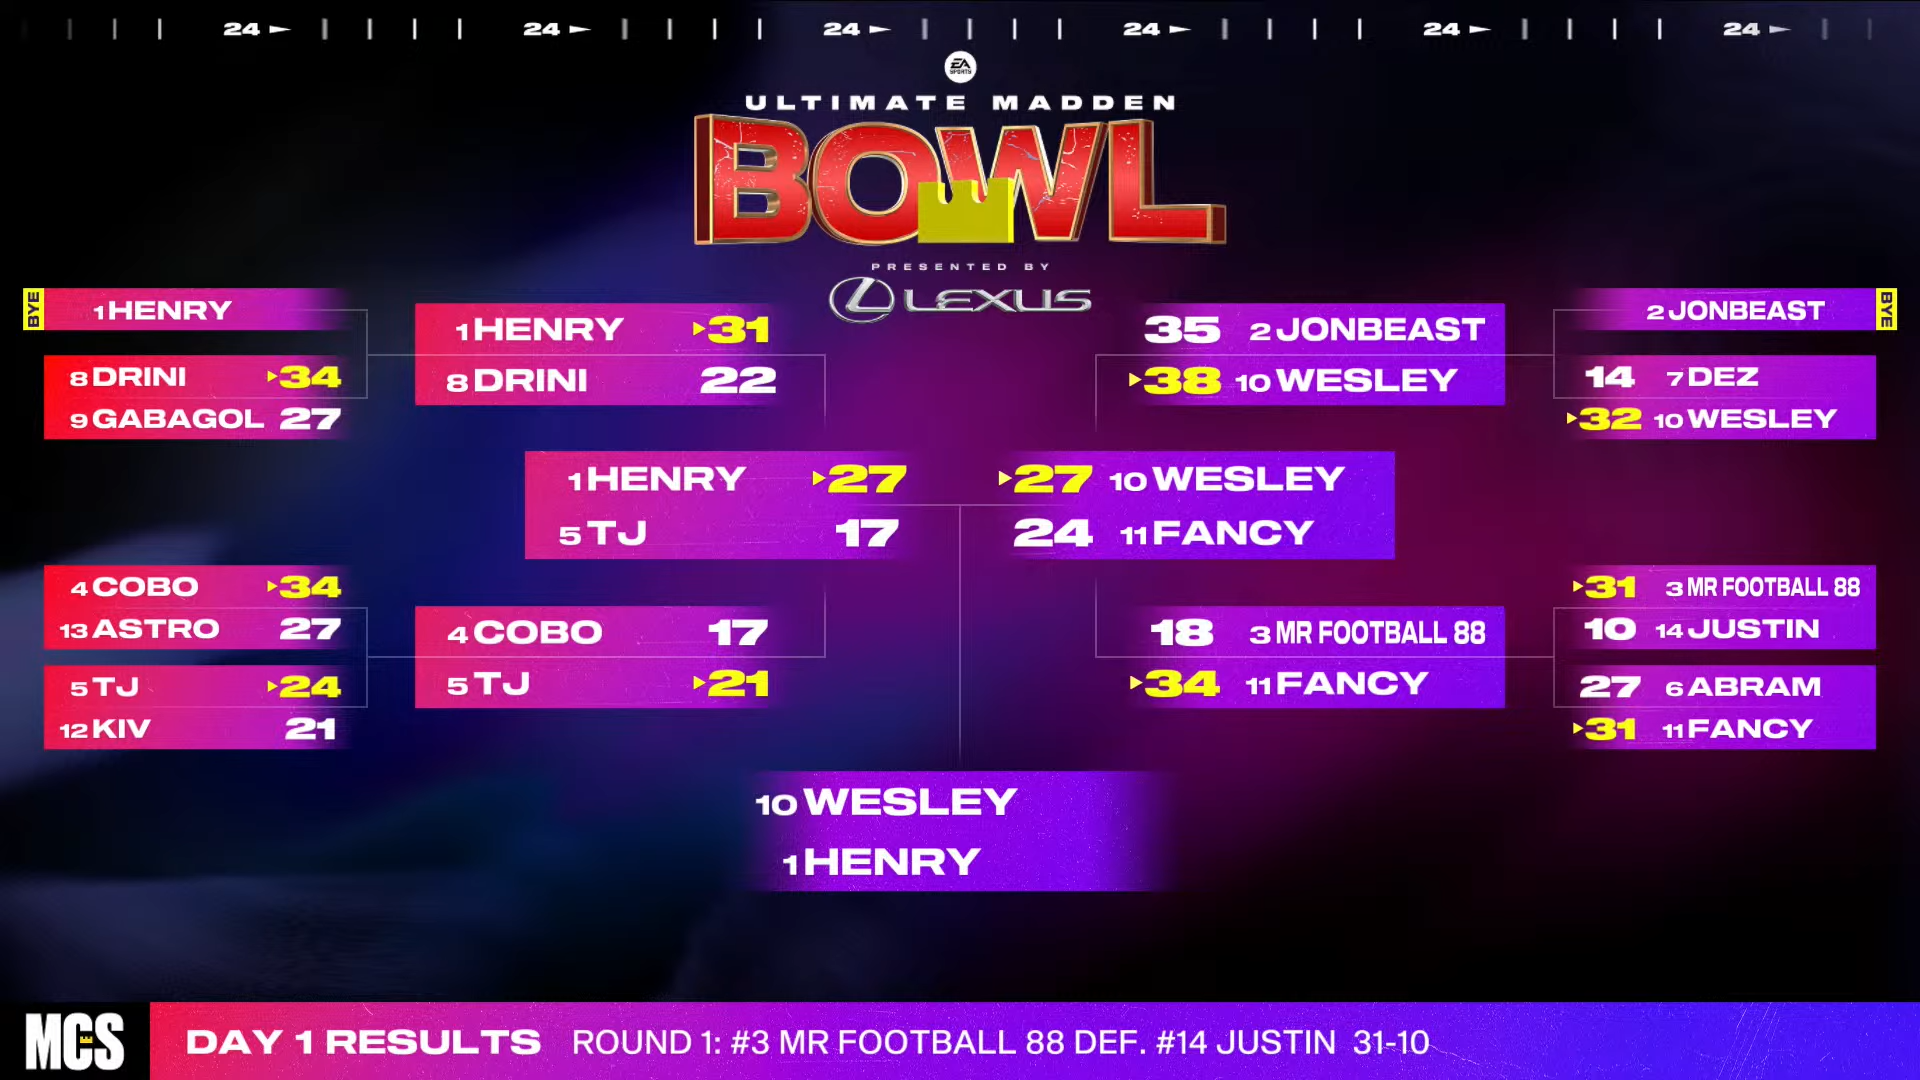 24 24 24 24 24 24
EA SPORTS
ULTIMATE MADDEN
BOWL
PRESENTED BY
LEXUS
BYE
1 HENRY
8 DRINI 34
9 GABAGOL 27
4 COBO 34
13 ASTRO 27
5 TJ 24
12 KIV 21
1 HENRY 31
8 DRINI 22
4 COBO 17
5 TJ 21
1 HENRY 27
5 TJ 17
27 10 WESLEY
24 11 FANCY
35 2 JONBEAST
38 10 WESLEY
18 3 MR FOOTBALL 88
34 11 FANCY
2 JONBEAST
BYE
14 7 DEZ
32 10 WESLEY
31 3 MR FOOTBALL 88
10 14 JUSTIN
27 6 ABRAM
31 11 FANCY
10 WESLEY
1 HENRY
MCS
DAY 1 RESULTS ROUND 1: #3 MR FOOTBALL 88 DEF. #14 JUSTIN 31-10